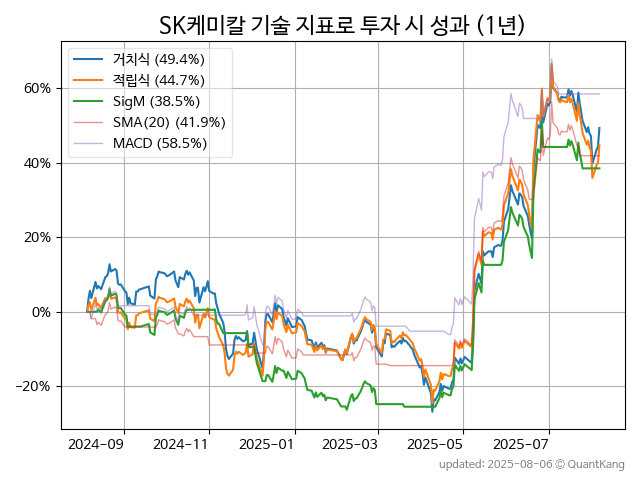 SK케미칼 기술 지표로 투자 시 성과 (1년)
거치식 (49.4%)
적립식 (44.7%)
SigM (38.5%)
SMA(20) (41.9%)
MACD (58.5%)
60%
40%
20%
0%
−20%
2024-09
2024-11
2025-01
2025-03
2025-05
2025-07
updated: 2025-08-06 © QuantKang